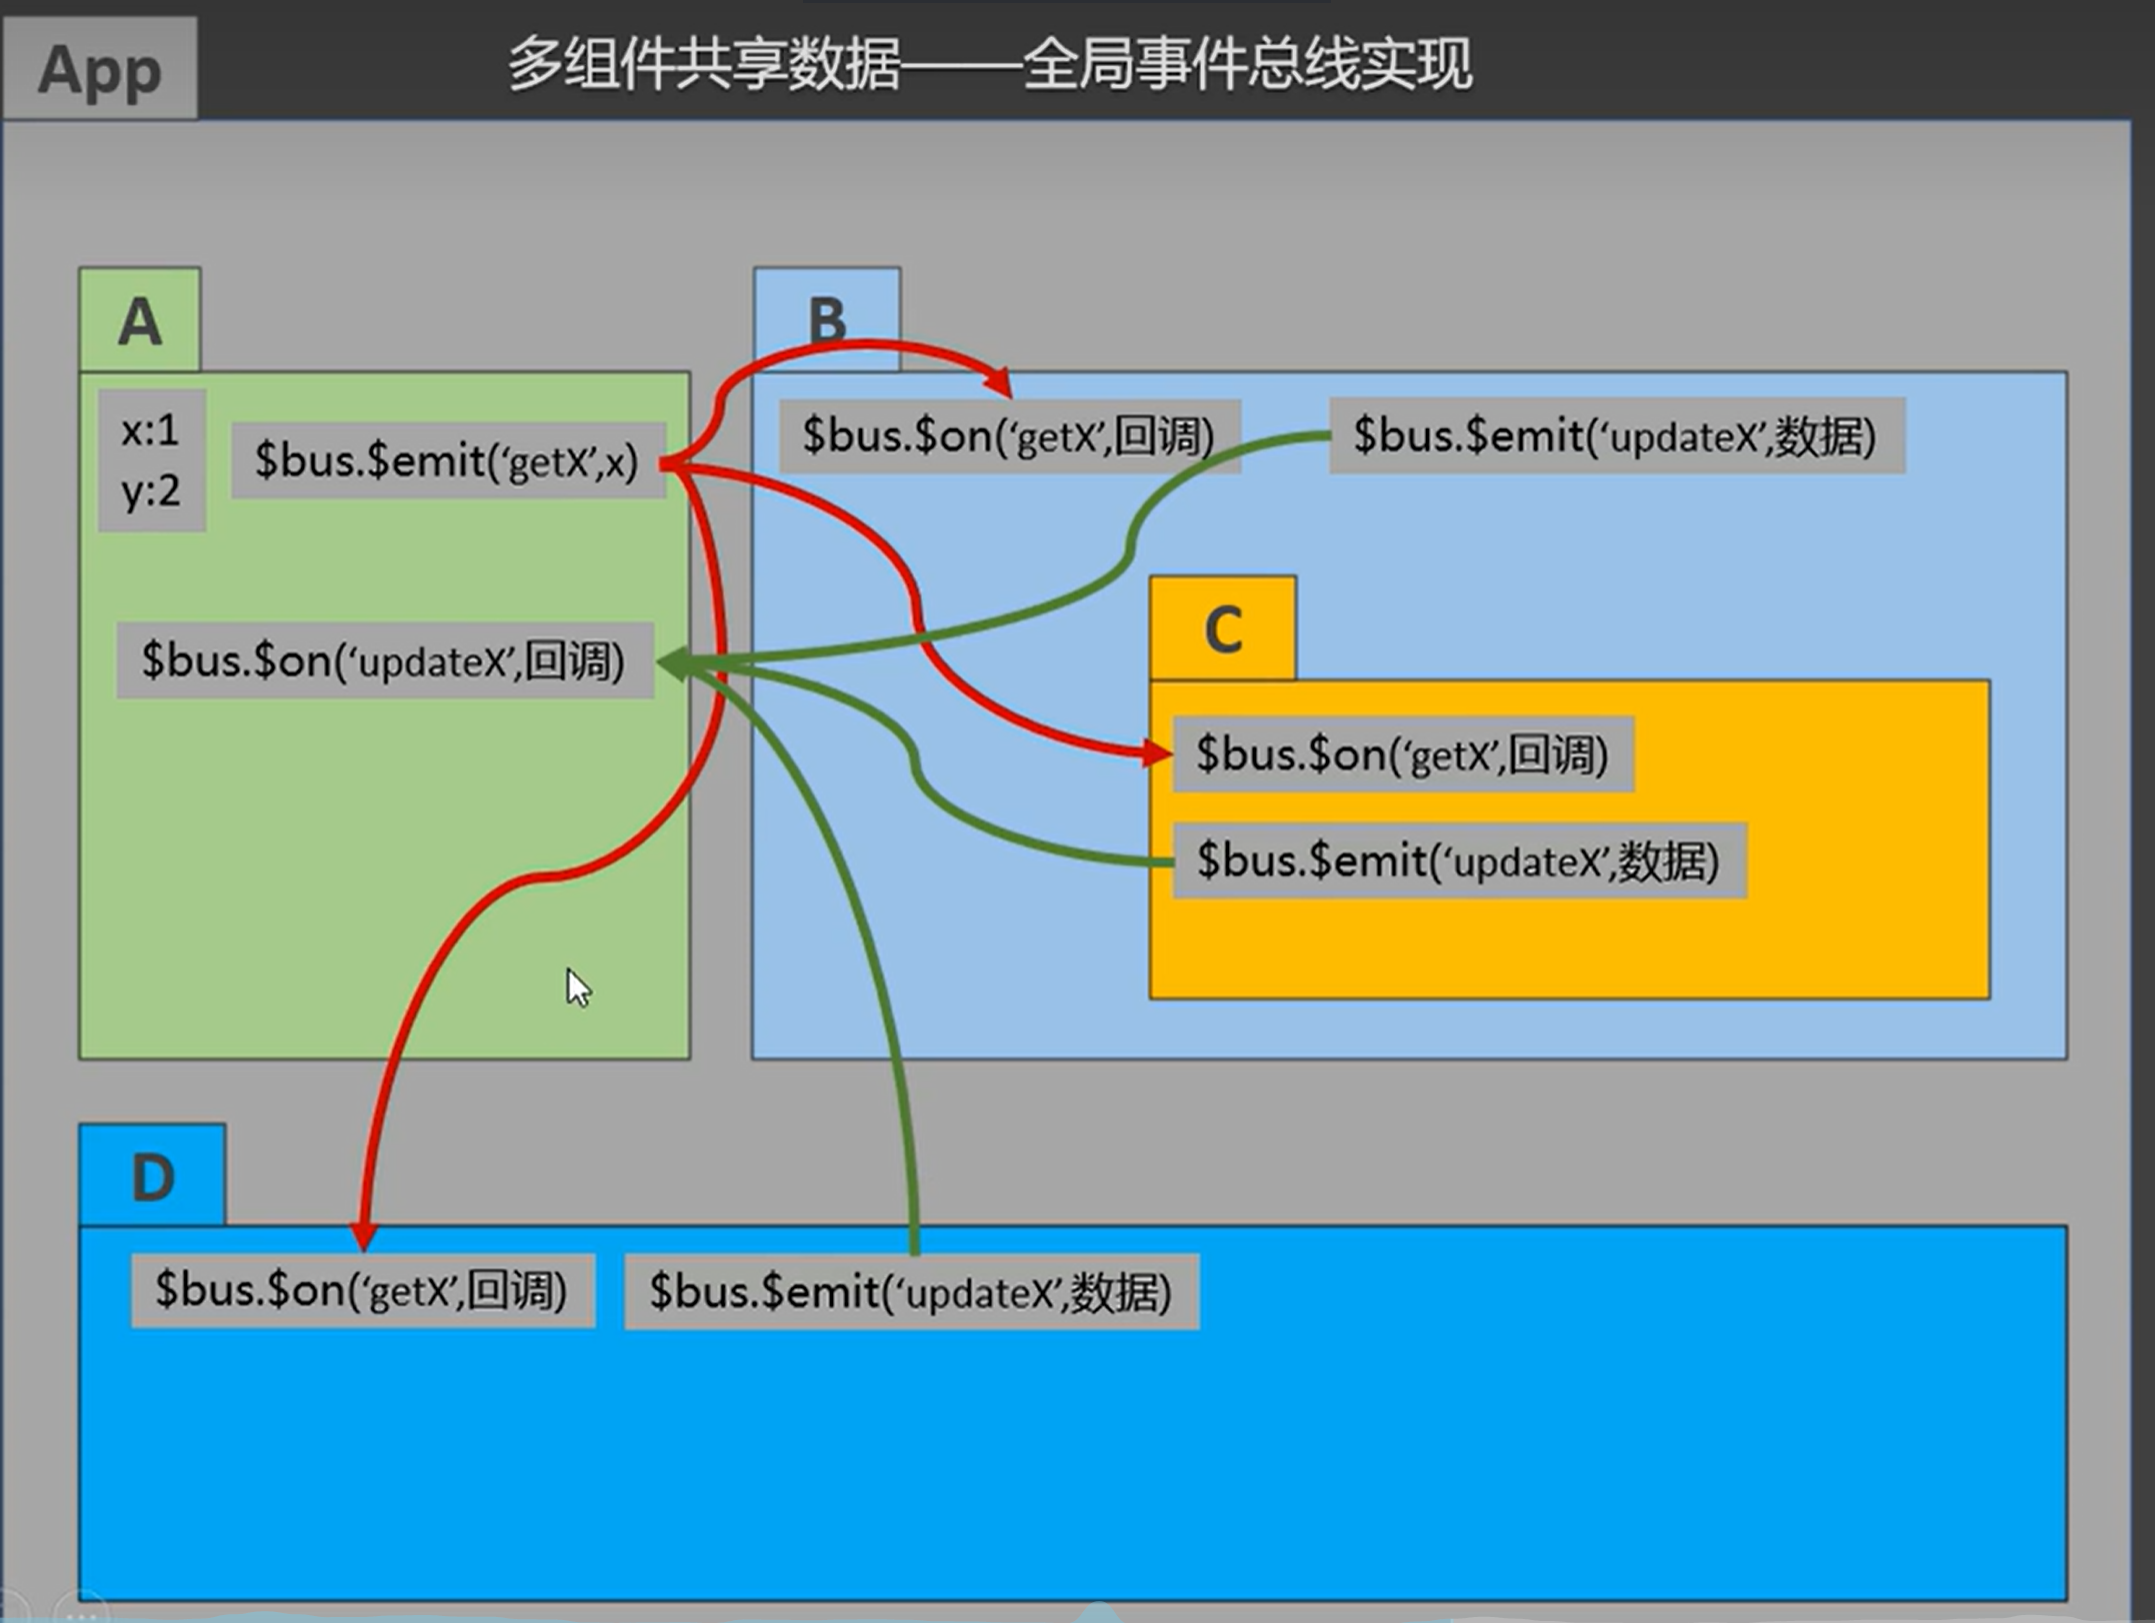 App
多组件共享数据——全局事件总线实现
A
x:1
y:2
$bus.$emit(‘getX’,x)
$bus.$on(‘updateX’,回调)
B
$bus.$on(‘getX’,回调)
$bus.$emit(‘updateX’,数据)
C
$bus.$on(‘getX’,回调)
$bus.$emit(‘updateX’,数据)
D
$bus.$on(‘getX’,回调)
$bus.$emit(‘updateX’,数据)